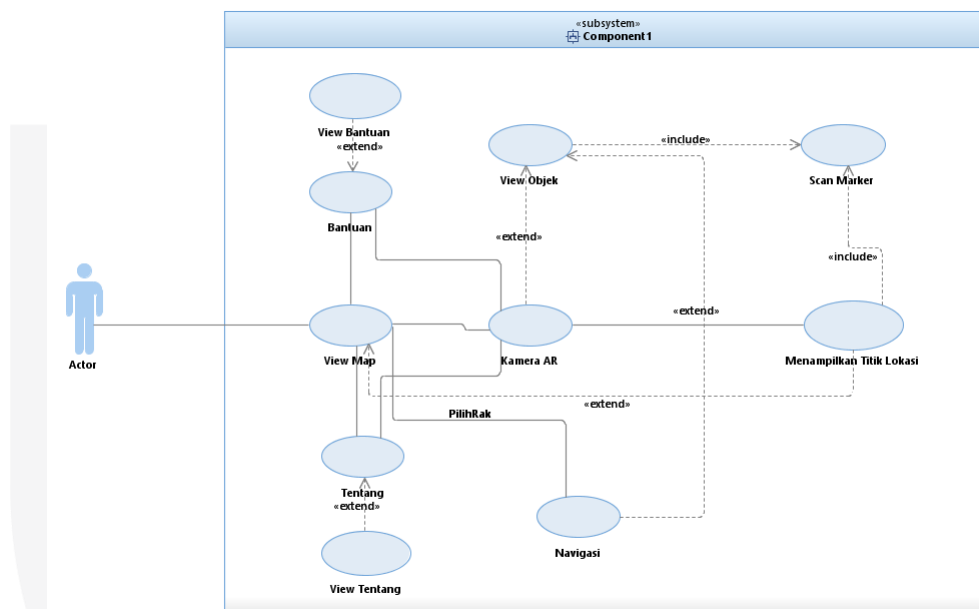 «subsystem»
Component1
View Bantuan
«extend»
Bantuan
View Objek
«include»
Scan Marker
«extend»
«include»
Actor
View Map
Kamera AR
«extend»
Menampilkan Titik Lokasi
«extend»
PilihRak
Tentang
«extend»
Navigasi
View Tentang